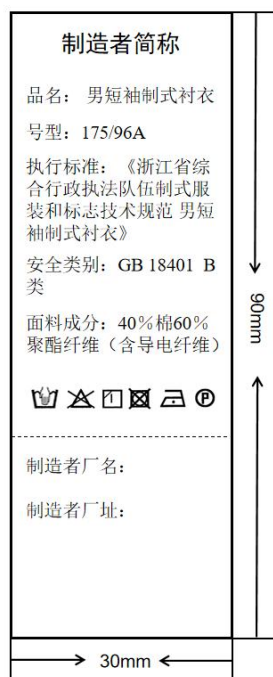 制造者简称
品名： 男短袖制式衬衣
号型：175/96A
执行标准：《浙江省综
合行政执法队伍制式服
装和标志技术规范 男短
袖制式衬衣》
安全类别：GB 18401 B
类
面料成分：40%棉60%
聚酯纤维（含导电纤维）
P
制造者厂名：
制造者厂址：
90mm
30mm